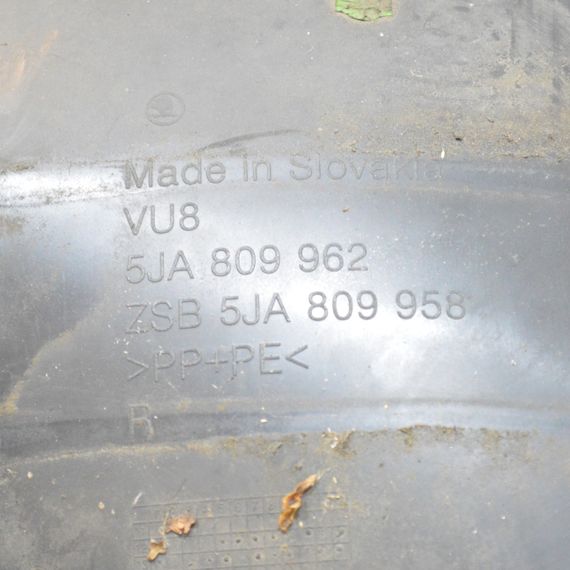 Made in Slovakia
VU8
5JA 809 962
ZSB 5JA 809 958
>PP+PE<
R